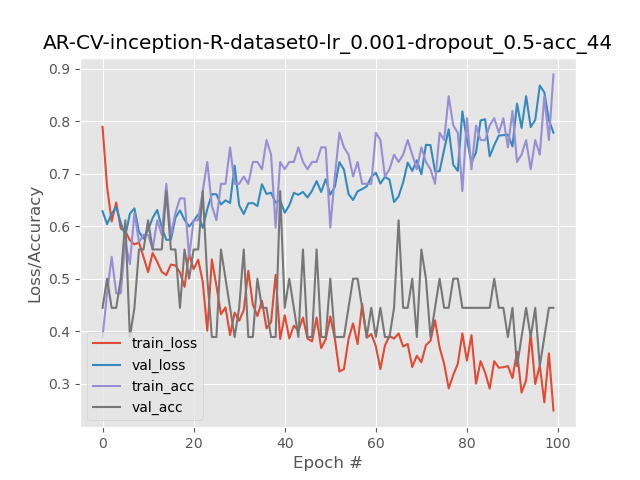 AR-CV-inception-R-dataset0-lr_0.001-dropout_0.5-acc_44
0.9
0.8
0.7
0.6
0.5
0.4
0.3
Loss/Accuracy
train_loss
val_loss
train_acc
val_acc
0 20 40 60 80 100
Epoch #